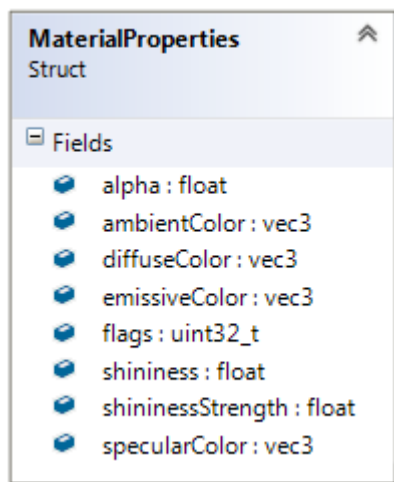 MaterialProperties
Struct
Fields
alpha : float
ambientColor : vec3
diffuseColor : vec3
emissiveColor : vec3
flags : uint32_t
shininess : float
shininessStrength : float
specularColor : vec3